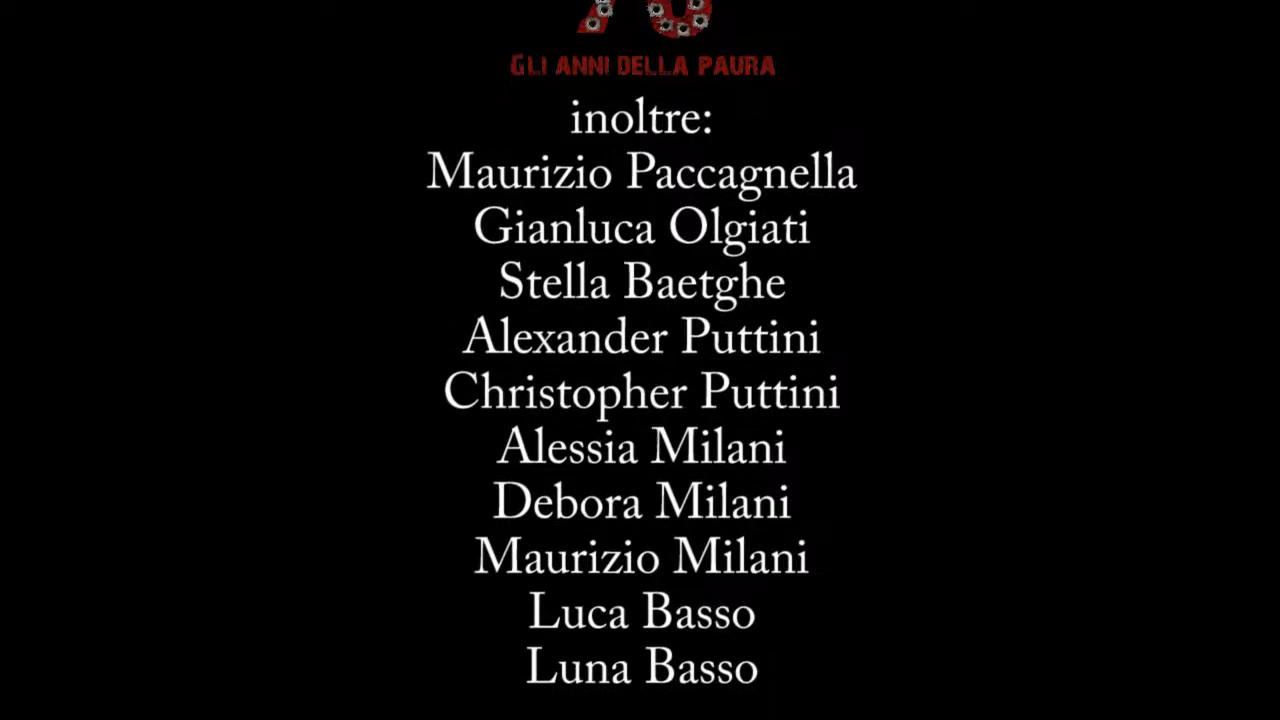 70
GLI ANNI DELLA PAURA
inoltre:
Maurizio Paccagnella
Gianluca Olgiati
Stella Baetghe
Alexander Puttini
Christopher Puttini
Alessia Milani
Debora Milani
Maurizio Milani
Luca Basso
Luna Basso